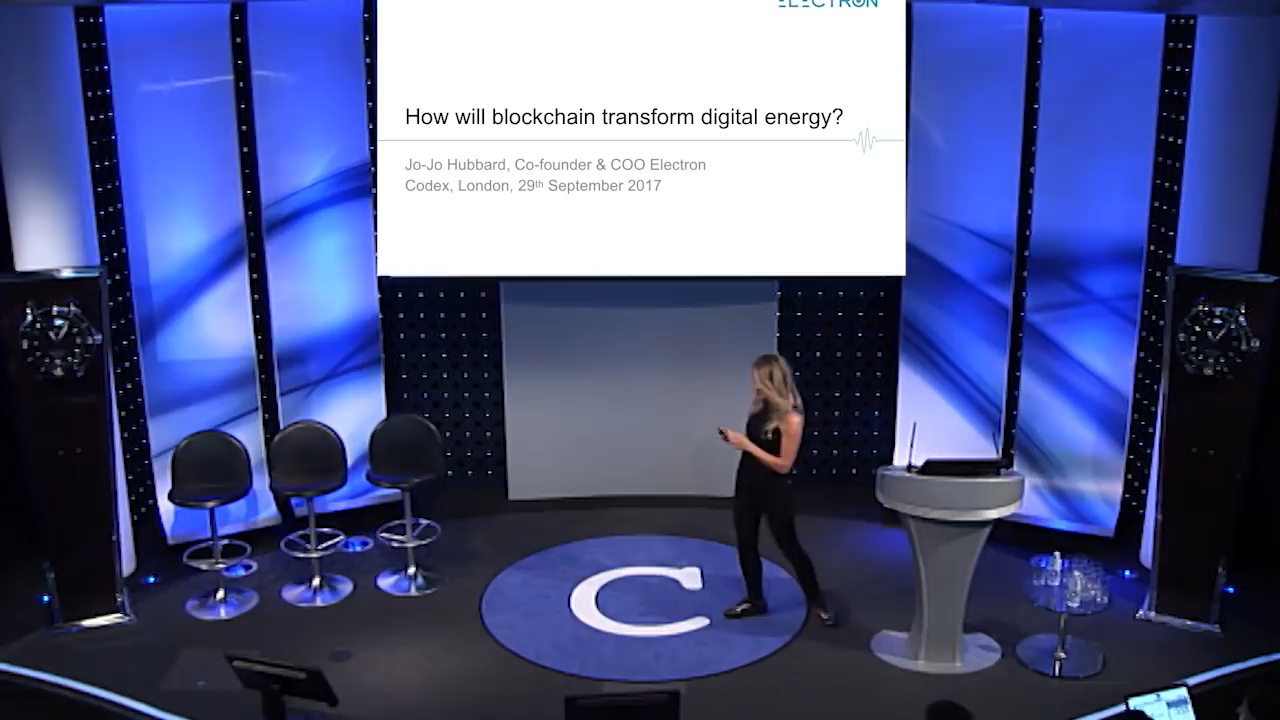 ELECTRON
How will blockchain transform digital energy?
Jo-Jo Hubbard, Co-founder & COO Electron
Codex, London, 29th September 2017
C